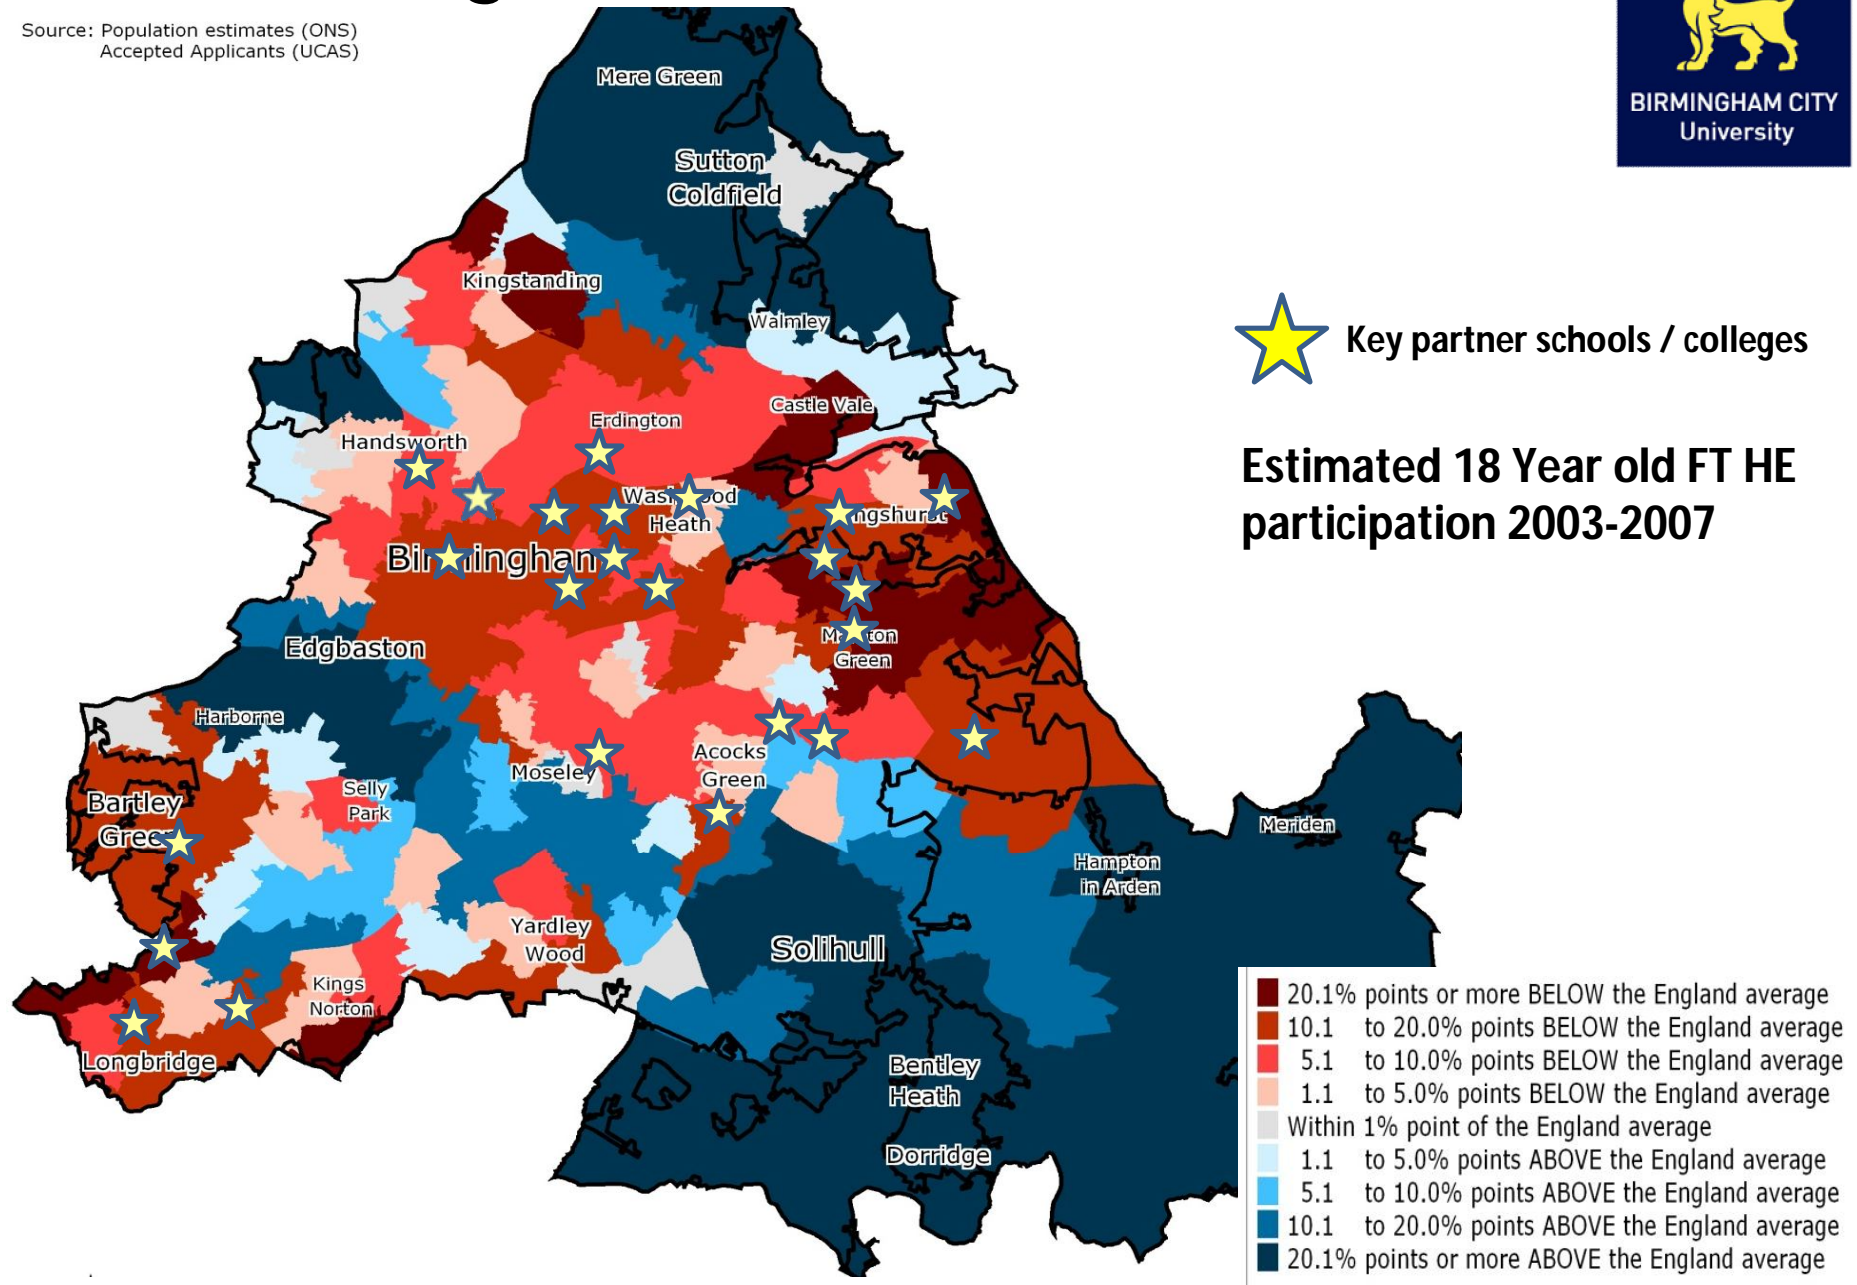 Source: Population estimates (ONS)
Accepted Applicants (UCAS)
BIRMINGHAM CITY
University
Mere Green
Sutton
Coldfield
Kingstanding
Walmley
Key partner schools / colleges
Castle Vale
Erdington
Handsworth
Estimated 18 Year old FT HE
participation 2003-2007
Washwood
Heath
Kingshurst
Birmingham
Edgbaston
Green
Harborne
Acocks
Green
Moseley
Selly
Park
Bartley
Green
Meriden
Hampton
in Arden
Yardley
Wood
Solihull
Kings
Norton
Longbridge
Bentley
Heath
Dorridge
20.1% points or more BELOW the England average
10.1 to 20.0% points BELOW the England average
5.1 to 10.0% points BELOW the England average
1.1 to 5.0% points BELOW the England average
Within 1% point of the England average
1.1 to 5.0% points ABOVE the England average
5.1 to 10.0% points ABOVE the England average
10.1 to 20.0% points ABOVE the England average
20.1% points or more ABOVE the England average